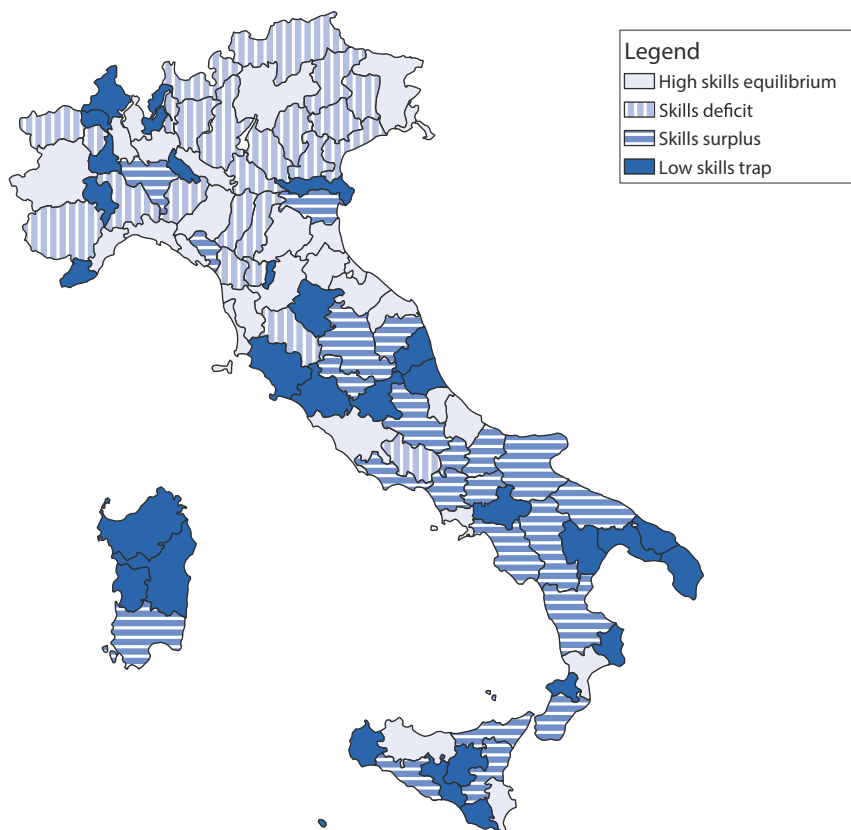 Legend
High skills equilibrium
Skills deficit
Skills surplus
Low skills trap